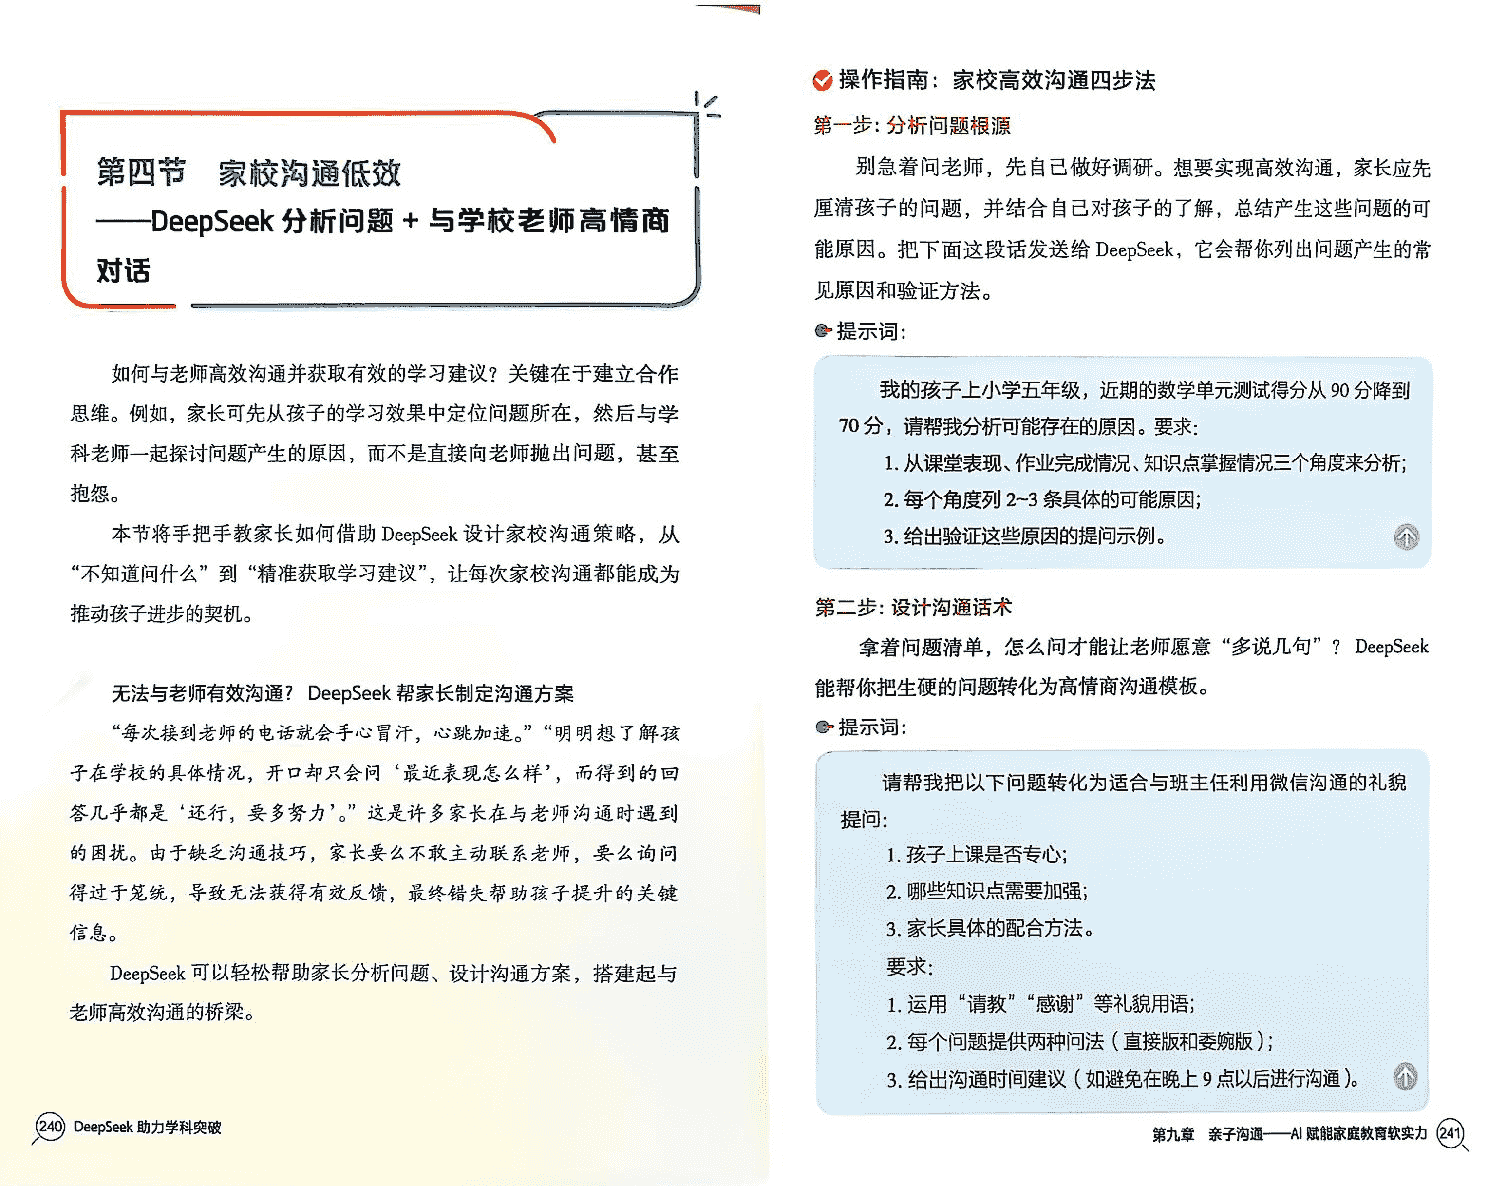 第四节 家校沟通低效
——DeepSeek 分析问题 + 与学校老师高情商
对话
如何与老师高效沟通并获取有效的学习建议？关键在于建立合作
思维。例如，家长可先从孩子的学习效果中定位问题所在，然后与学
科老师一起探讨问题产生的原因，而不是直接向老师抛出问题，甚至
抱怨。
本节将手把手教家长如何借助 DeepSeek 设计家校沟通策略，从
“不知道问什么”到“精准获取学习建议”，让每次家校沟通都能成为
推动孩子进步的契机。
无法与老师有效沟通？DeepSeek 帮家长制定沟通方案
“每次接到老师的电话就会手心冒汗，心跳加速。”“明明想了解孩
子在学校的具体情况，开口却只会问‘最近表现怎么样’，而得到的回
答几乎都是‘还行，要多努力’。”这是许多家长在与老师沟通时遇到
的困扰。由于缺乏沟通技巧，家长要么不敢主动联系老师，要么询问
得过于笼统，导致无法获得有效反馈，最终错失帮助孩子提升的关键
信息。
DeepSeek 可以轻松帮助家长分析问题、设计沟通方案，搭建起与
老师高效沟通的桥梁。
240 DeepSeek 助力学科突破
操作指南：家校高效沟通四步法
第一步：分析问题根源
别急着问老师，先自己做好调研。想要实现高效沟通，家长应先
厘清孩子的问题，并结合自己对孩子的了解，总结产生这些问题的可
能原因。把下面这段话发送给 DeepSeek，它会帮你列出问题产生的常
见原因和验证方法。
提示词：
我的孩子上小学五年级，近期的数学单元测试得分从 90 分降到
70 分，请帮我分析可能存在的原因。要求：
1. 从课堂表现、作业完成情况、知识点掌握情况三个角度来分析；
2. 每个角度列 2~3 条具体的可能原因；
3. 给出验证这些原因的提问示例。
第二步：设计沟通话术
拿着问题清单，怎么问才能让老师愿意“多说几句”？DeepSeek
能帮你把生硬的问题转化为高情商沟通模板。
提示词：
请帮我把以下问题转化为适合与班主任利用微信沟通的礼貌
提问：
1. 孩子上课是否专心；
2. 哪些知识点需要加强；
3. 家长具体的配合方法。
要求：
1. 运用“请教”“感谢”等礼貌用语；
2. 每个问题提供两种问法（直接版和委婉版）；
3. 给出沟通时间建议（如避免在晚上 9 点以后进行沟通）。
第九章 亲子沟通——AI 赋能家庭教育软实力 241